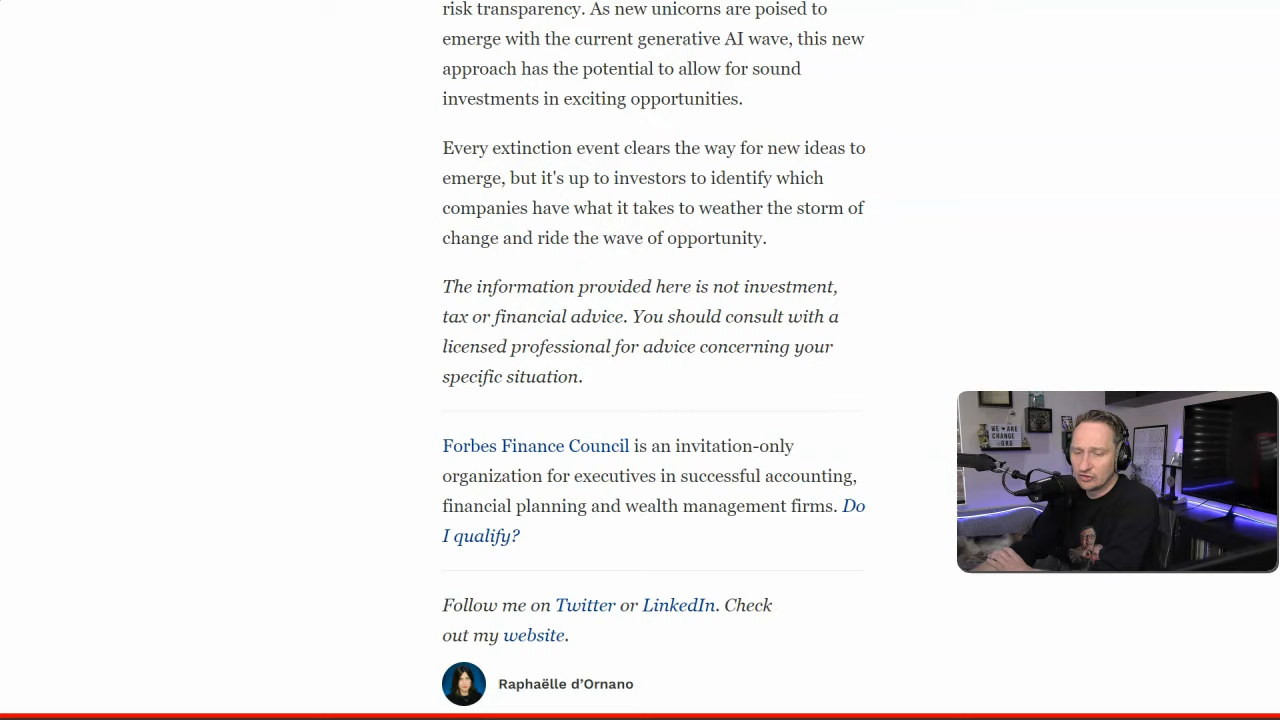 risk transparency. As new unicorns are poised to
emerge with the current generative AI wave, this new
approach has the potential to allow for sound
investments in exciting opportunities.
Every extinction event clears the way for new ideas to
emerge, but it's up to investors to identify which
companies have what it takes to weather the storm of
change and ride the wave of opportunity.
The information provided here is not investment,
tax or financial advice. You should consult with a
licensed professional for advice concerning your
specific situation.
Forbes Finance Council is an invitation-only
organization for executives in successful accounting,
financial planning and wealth management firms. Do
I qualify?
Follow me on Twitter or LinkedIn. Check
out my website.
Raphaëlle d'Ornano
WE ♥ ARE
CHANGE
.ORG